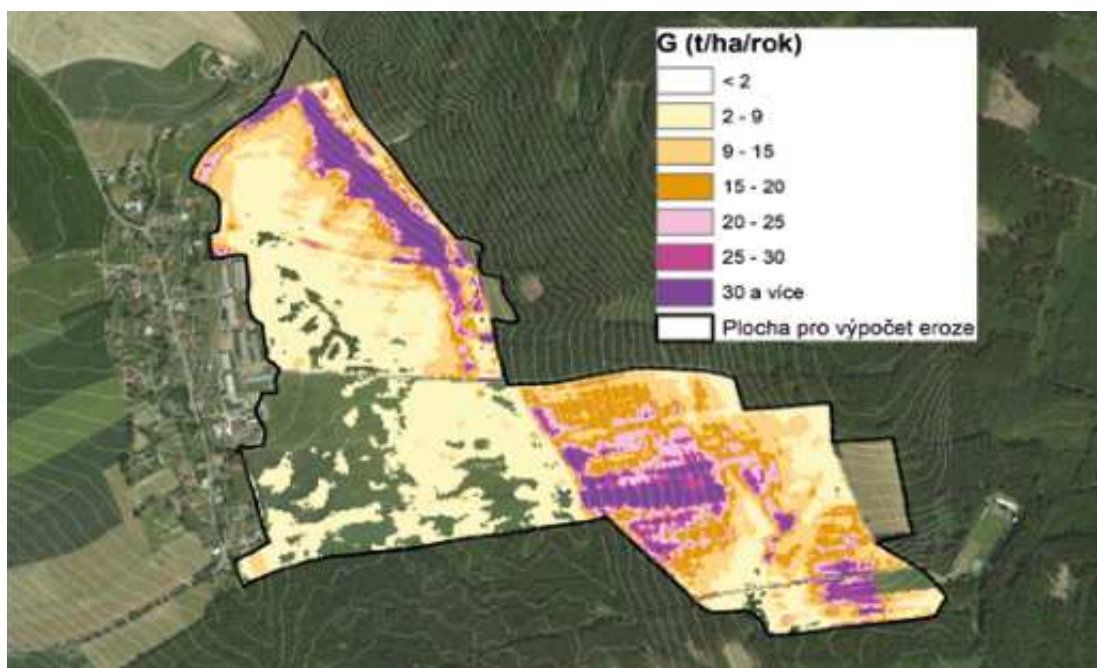 G (t/ha/rok)
< 2
2 - 9
9 - 15
15 - 20
20 - 25
25 - 30
30 a více
Plocha pro výpočet eroze